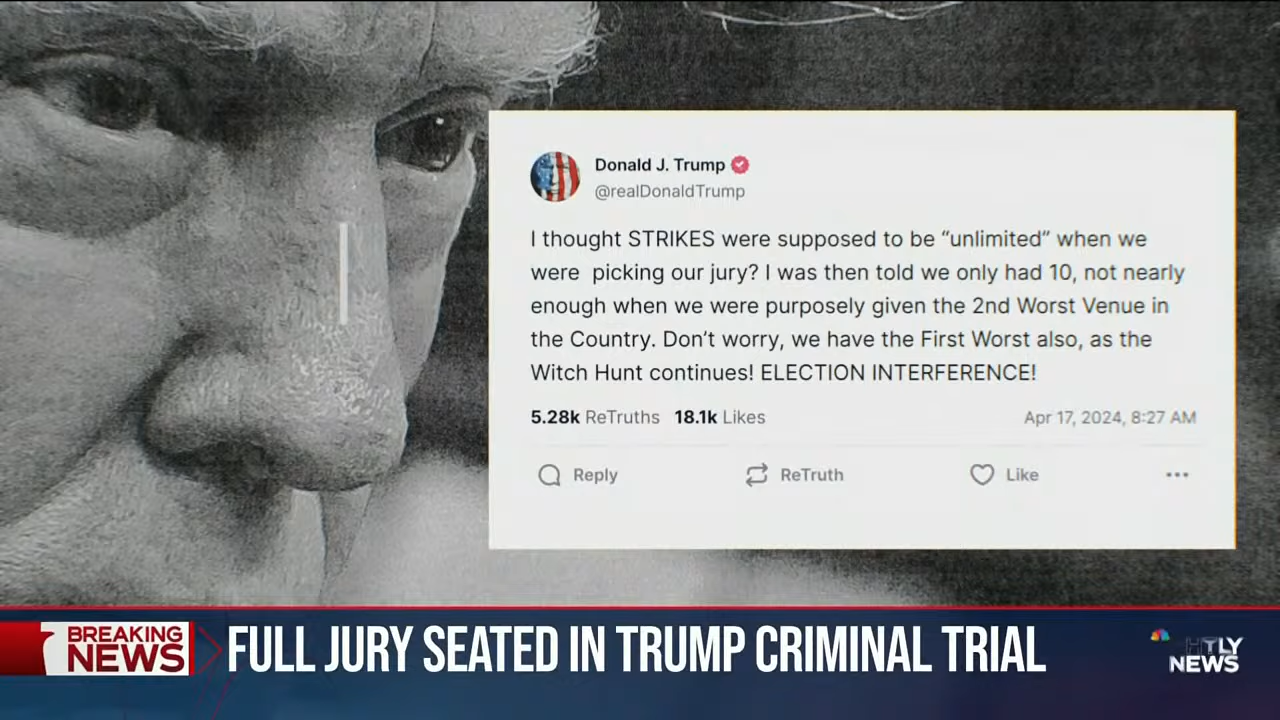 Donald J. Trump
@realDonaldTrump
I thought STRIKES were supposed to be “unlimited” when we
were picking our jury? I was then told we only had 10, not nearly
enough when we were purposely given the 2nd Worst Venue in
the Country. Don’t worry, we have the First Worst also, as the
Witch Hunt continues! ELECTION INTERFERENCE!
5.28k ReTruths 18.1k Likes Apr 17, 2024, 8:27 AM
Reply ReTruth Like
BREAKING
NEWS
FULL JURY SEATED IN TRUMP CRIMINAL TRIAL
NEWS